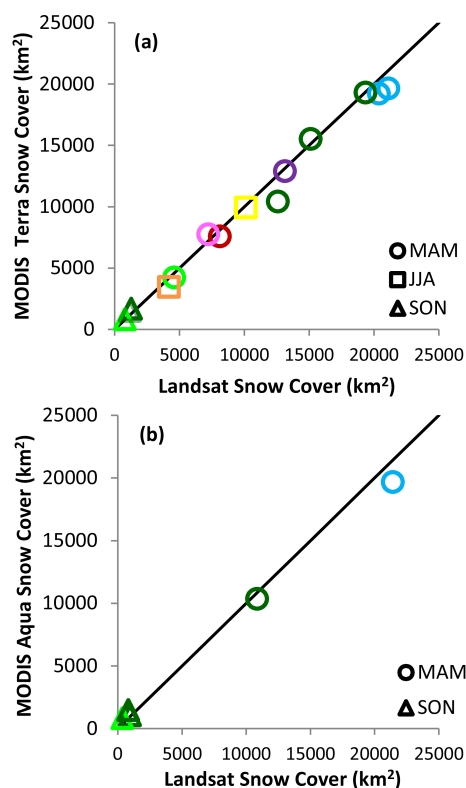 (a)
MODIS Terra Snow Cover (km²)
25000
20000
15000
10000
5000
0
MAM
JJA
SON
0 5000 10000 15000 20000 25000
Landsat Snow Cover (km²)
(b)
MODIS Aqua Snow Cover (km²)
25000
20000
15000
10000
5000
0
MAM
SON
0 5000 10000 15000 20000 25000
Landsat Snow Cover (km²)